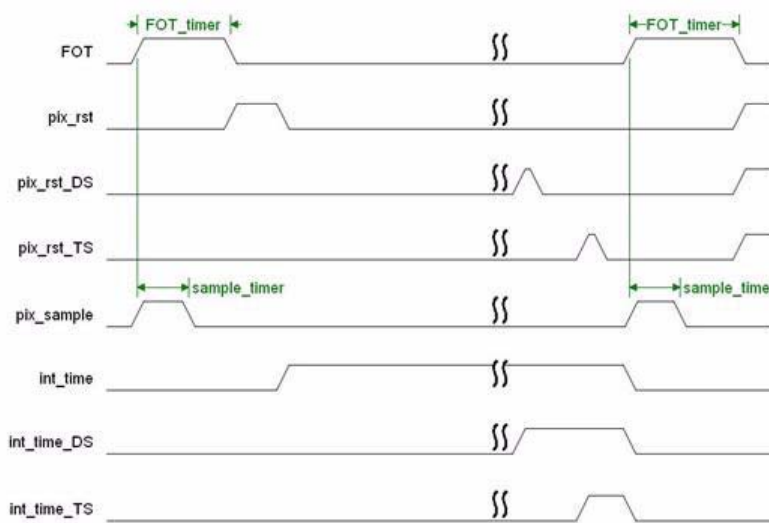 FOT_timer
FOT_timer
FOT
pix_rst
pix_rst_DS
pix_rst_TS
sample_timer
sample_time
pix_sample
int_time
int_time_DS
int_time_TS